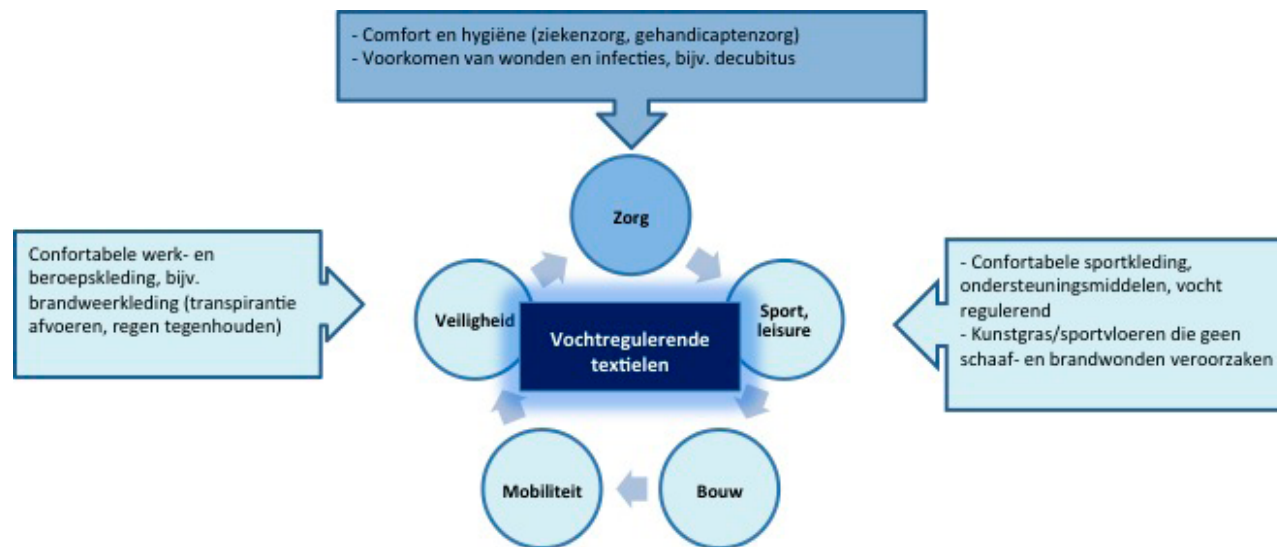 - Comfort en hygiëne (ziekenzorg, gehandicaptenzorg)
- Voorkomen van wonden en infecties, bijv. decubitus
Zorg
Confortabele werk- en
beroepskleding, bijv.
brandweerkleding (transpirantie
afvoeren, regen tegenhouden)
Veiligheid
Vochtregulerende
textielen
Sport,
leisure
- Confortabele sportkleding,
ondersteuningsmiddelen, vocht
regulerend
- Kunstgras/sportvloeren die geen
schaaf- en brandwonden veroorzaken
Mobiliteit
Bouw